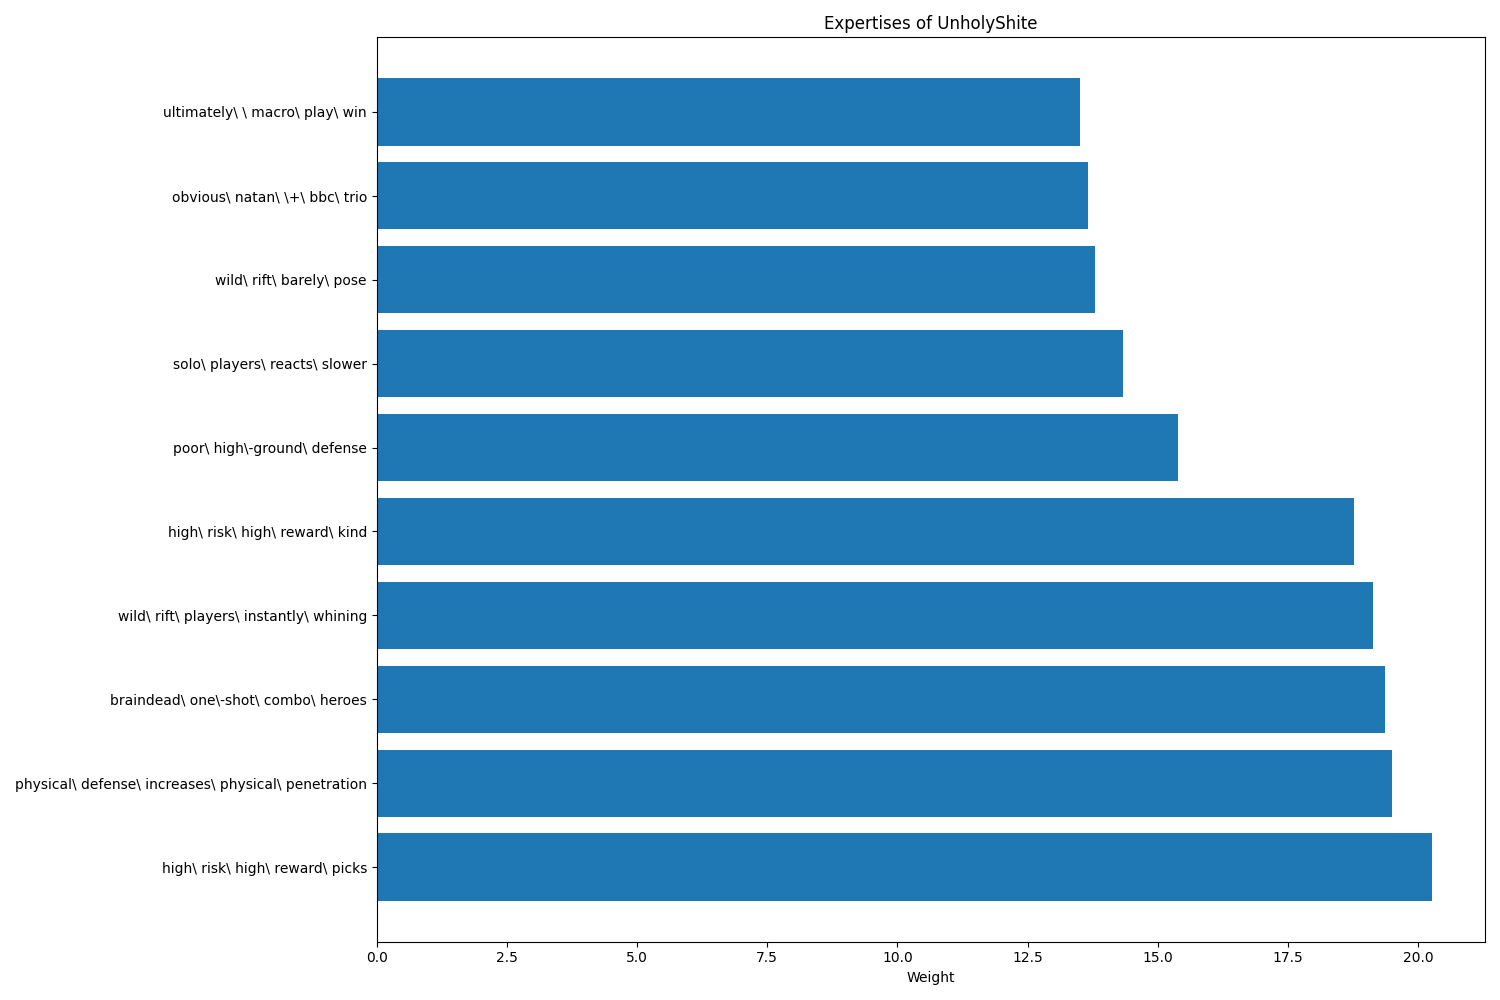 Expertises of UnholyShite
ultimately\ \ macro\ play\ win
obvious\ natan\ \+\ bbc\ trio
wild\ rift\ barely\ pose
solo\ players\ reacts\ slower
poor\ high\-ground\ defense
high\ risk\ high\ reward\ kind
wild\ rift\ players\ instantly\ whining
braindead\ one\-shot\ combo\ heroes
physical\ defense\ increases\ physical\ penetration
high\ risk\ high\ reward\ picks
0.0 2.5 5.0 7.5 10.0 12.5 15.0 17.5 20.0
Weight